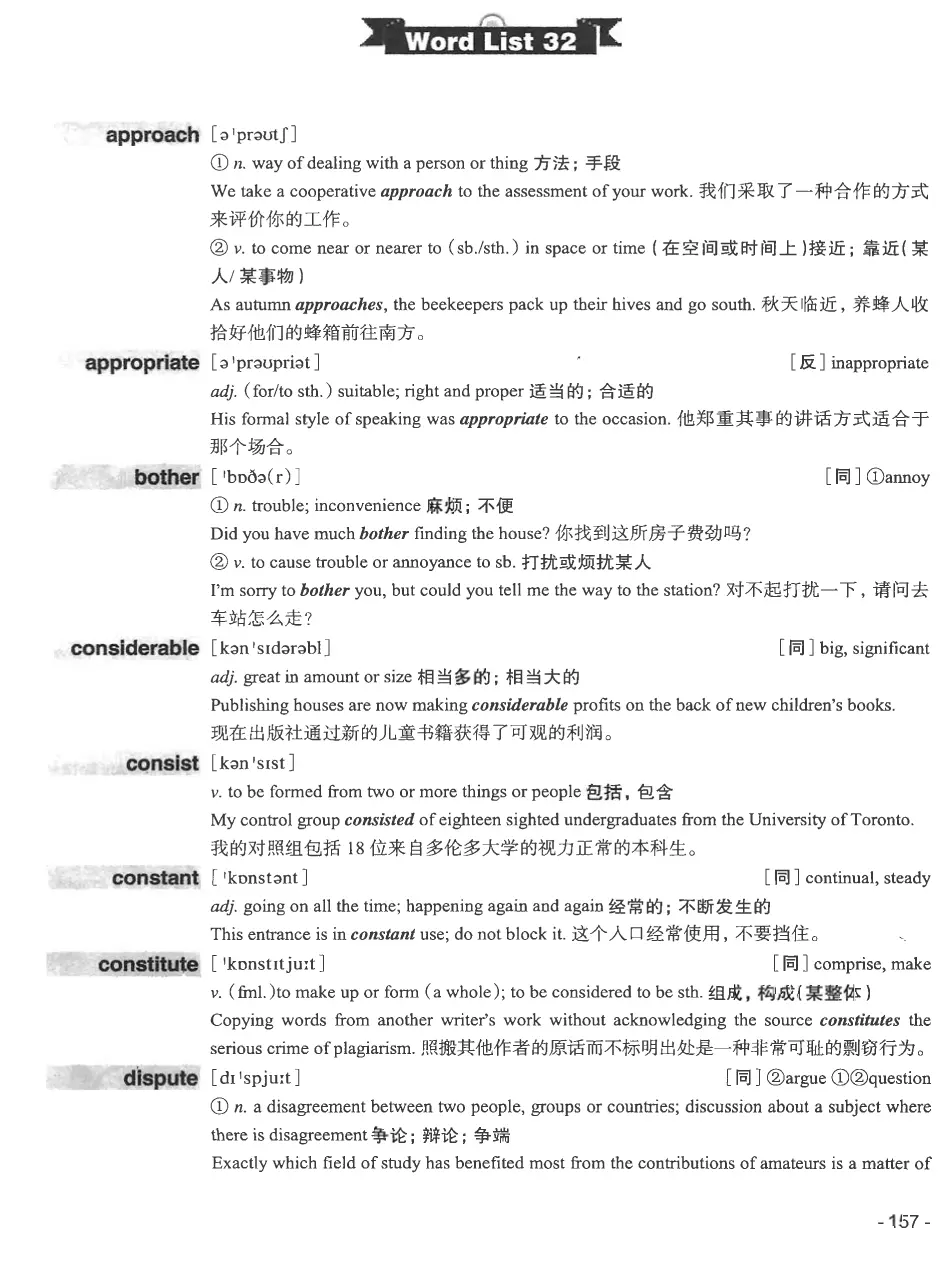 Word List 32
approach [əˈprəʊtʃ]
① n. way of dealing with a person or thing 方法；手段
We take a cooperative approach to the assessment of your work. 我们采取了一种合作的方式
来评价你的工作。
② v. to come near or nearer to (sb./sth.) in space or time (在空间或时间上)接近；靠近(某
人/某事物)
As autumn approaches, the beekeepers pack up their hives and go south. 秋天临近，养蜂人收
拾好他们的蜂箱前往南方。
appropriate [əˈprəʊpriət] [反] inappropriate
adj. (for/to sth.) suitable; right and proper 适当的；合适的
His formal style of speaking was appropriate to the occasion. 他郑重其事的讲话方式适合于
那个场合。
bother [ˈbɒðə(r)] [同] ①annoy
① n. trouble; inconvenience 麻烦；不便
Did you have much bother finding the house? 你找到这所房子费劲吗?
② v. to cause trouble or annoyance to sb. 打扰或烦扰某人
I'm sorry to bother you, but could you tell me the way to the station? 对不起打扰一下，请问去
车站怎么走?
considerable [kənˈsɪdərəbl] [同] big, significant
adj. great in amount or size 相当多的；相当大的
Publishing houses are now making considerable profits on the back of new children's books.
现在出版社通过新的儿童书籍获得了可观的利润。
consist [kənˈsɪst]
v. to be formed from two or more things or people 包括，包含
My control group consisted of eighteen sighted undergraduates from the University of Toronto.
我的对照组包括 18 位来自多伦多大学的视力正常的本科生。
constant [ˈkɒnstənt] [同] continual, steady
adj. going on all the time; happening again and again 经常的；不断发生的
This entrance is in constant use; do not block it. 这个入口经常使用，不要挡住。
constitute [ˈkɒnstɪtjuːt] [同] comprise, make
v. (fml.)to make up or form (a whole); to be considered to be sth. 组成，构成(某整体)
Copying words from another writer's work without acknowledging the source constitutes the
serious crime of plagiarism. 照搬其他作者的原话而不标明出处是一种非常可耻的剽窃行为。
dispute [dɪˈspjuːt] [同] ②argue ①②question
① n. a disagreement between two people, groups or countries; discussion about a subject where
there is disagreement 争论；辩论；争端
Exactly which field of study has benefited most from the contributions of amateurs is a matter of
- 157 -